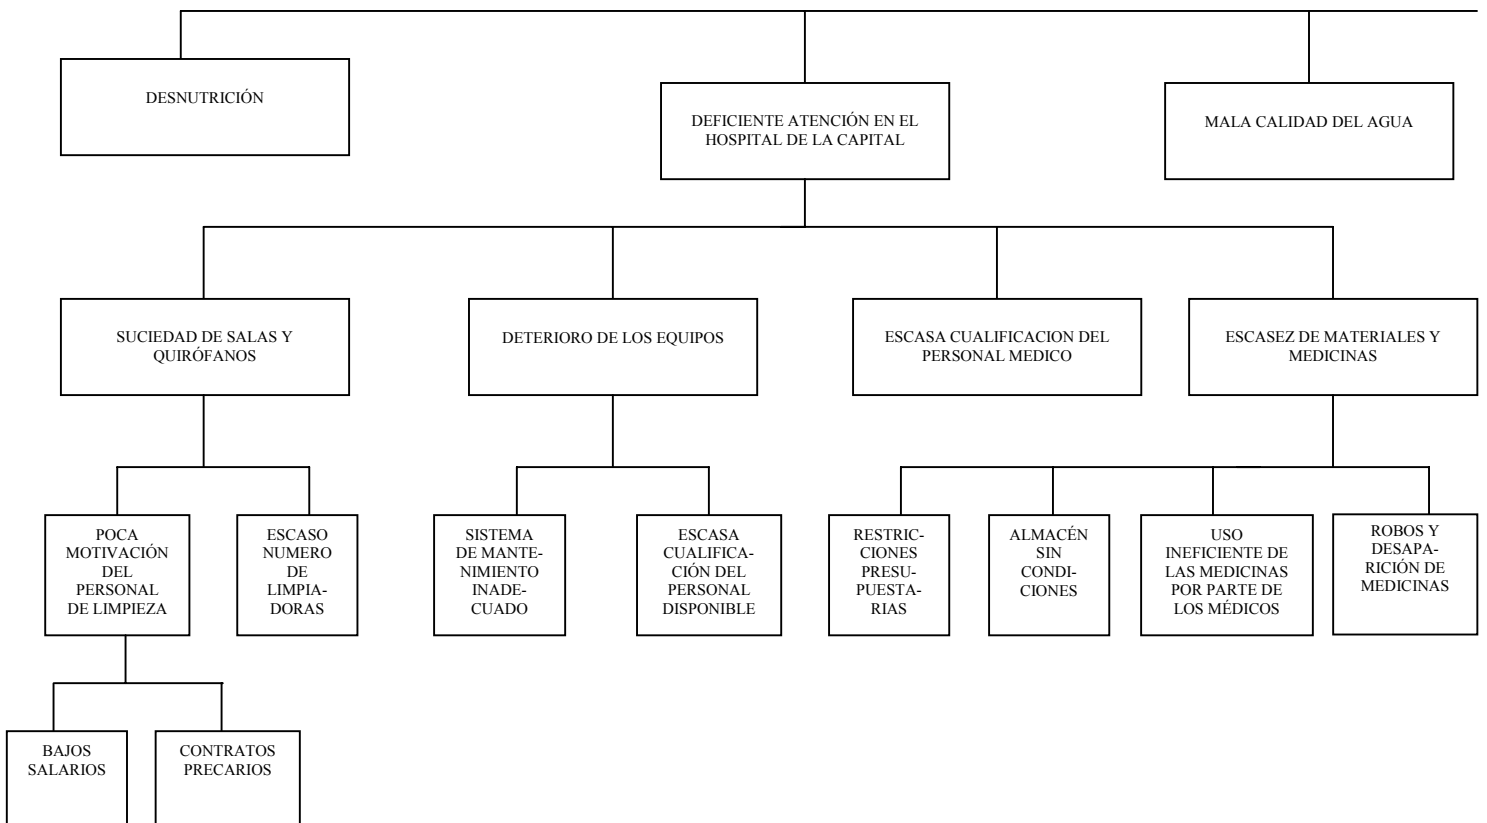 DESNUTRICIÓN
DEFICIENTE ATENCIÓN EN EL
HOSPITAL DE LA CAPITAL
MALA CALIDAD DEL AGUA
SUCIEDAD DE SALAS Y
QUIRÓFANOS
DETERIORO DE LOS EQUIPOS
ESCASA CUALIFICACION DEL
PERSONAL MEDICO
ESCASEZ DE MATERIALES Y
MEDICINAS
POCA
MOTIVACIÓN
DEL
PERSONAL
DE LIMPIEZA
ESCASO
NUMERO
DE
LIMPIA-
DORAS
SISTEMA
DE MANTE-
NIMIENTO
INADE-
CUADO
ESCASA
CUALIFICA-
CIÓN DEL
PERSONAL
DISPONIBLE
RESTRIC-
CIONES
PRESU-
PUESTA-
RIAS
ALMACÉN
SIN
CONDI-
CIONES
USO
INEFICIENTE DE
LAS MEDICINAS
POR PARTE DE
LOS MÉDICOS
ROBOS Y
DESAPA-
RICIÓN DE
MEDICINAS
BAJOS
SALARIOS
CONTRATOS
PRECARIOS